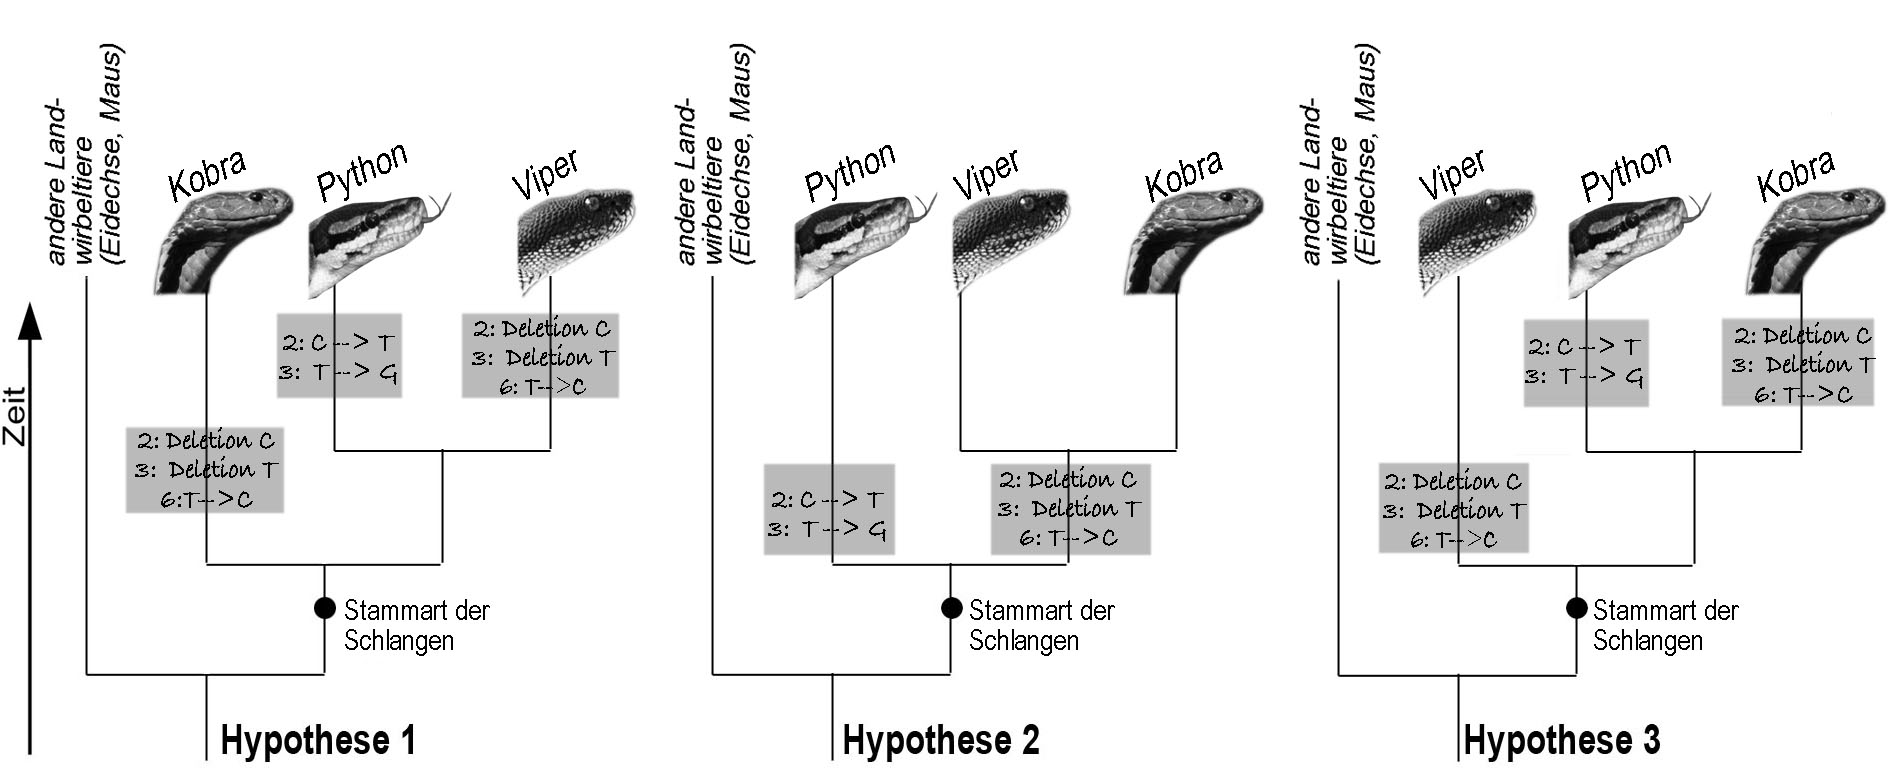 Zeit
andere Land-
wirbeltiere
(Eidechse, Maus)
Kobra
Python
Viper
2: C --> T
3: T --> G
2: Deletion C
3: Deletion T
6: T-->C
2: Deletion C
3: Deletion T
6:T-->C
Stammart der
Schlangen
Hypothese 1
andere Land-
wirbeltiere
(Eidechse, Maus)
Python
Viper
Kobra
2: C --> T
3: T --> G
2: Deletion C
3: Deletion T
6: T-->C
Stammart der
Schlangen
Hypothese 2
andere Land-
wirbeltiere
(Eidechse, Maus)
Viper
Python
Kobra
2: C --> T
3: T --> G
2: Deletion C
3: Deletion T
6: T-->C
2: Deletion C
3: Deletion T
6: T-->C
Stammart der
Schlangen
Hypothese 3